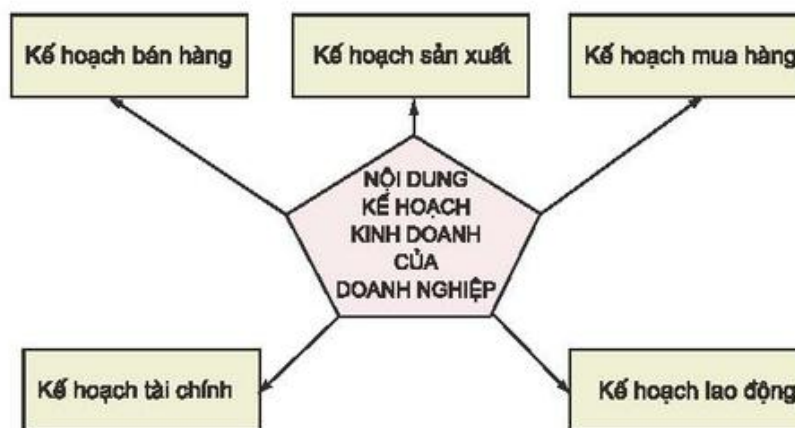 Kế hoạch bán hàng
Kế hoạch sản xuất
Kế hoạch mua hàng
NỘI DUNG
KẾ HOẠCH
KINH DOANH
CỦA
DOANH NGHIỆP
Kế hoạch tài chính
Kế hoạch lao động